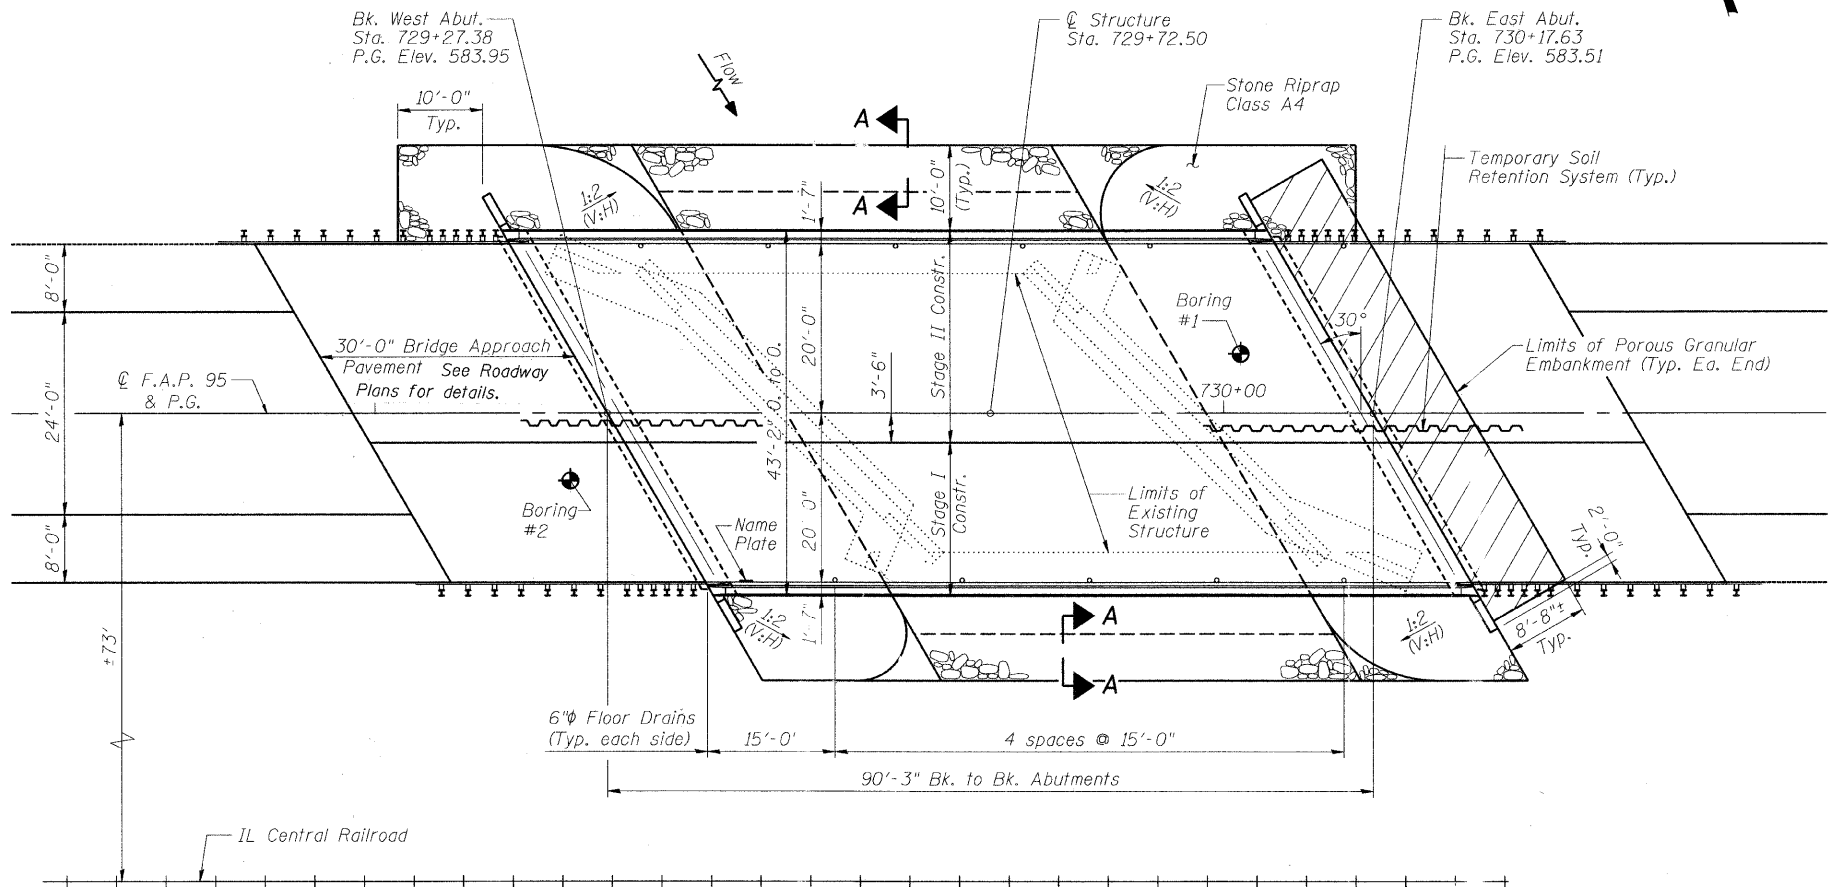 Bk. West Abut.
Sta. 729+27.38
P.G. Elev. 583.95
℄ Structure
Sta. 729+72.50
Bk. East Abut.
Sta. 730+17.63
P.G. Elev. 583.51
Flow
Stone Riprap
Class A4
10'-0"
Typ.
A
A
1'-7"
10'-0"
(Typ.)
1:2
(V:H)
1:2
(V:H)
Temporary Soil
Retention System (Typ.)
8'-0"
24'-0"
8'-0"
30'-0" Bridge Approach
Pavement See Roadway
Plans for details.
℄ F.A.P. 95
& P.G.
43'-2" O. to O.
20'-0"
3'-6"
Stage II Constr.
Boring
#1
30°
730+00
Limits of Porous Granular
Embankment (Typ. Ea. End)
Boring
#2
Name
Plate
20'0"
Stage I
Constr.
Limits of
Existing
Structure
2'-0"
Typ.
8'-8"±
Typ.
1:2
(V:H)
1'-7"
A
A
1:2
(V:H)
±73'
6"ϕ Floor Drains
(Typ. each side)
15'-0'
4 spaces @ 15'-0"
90'-3" Bk. to Bk. Abutments
IL Central Railroad